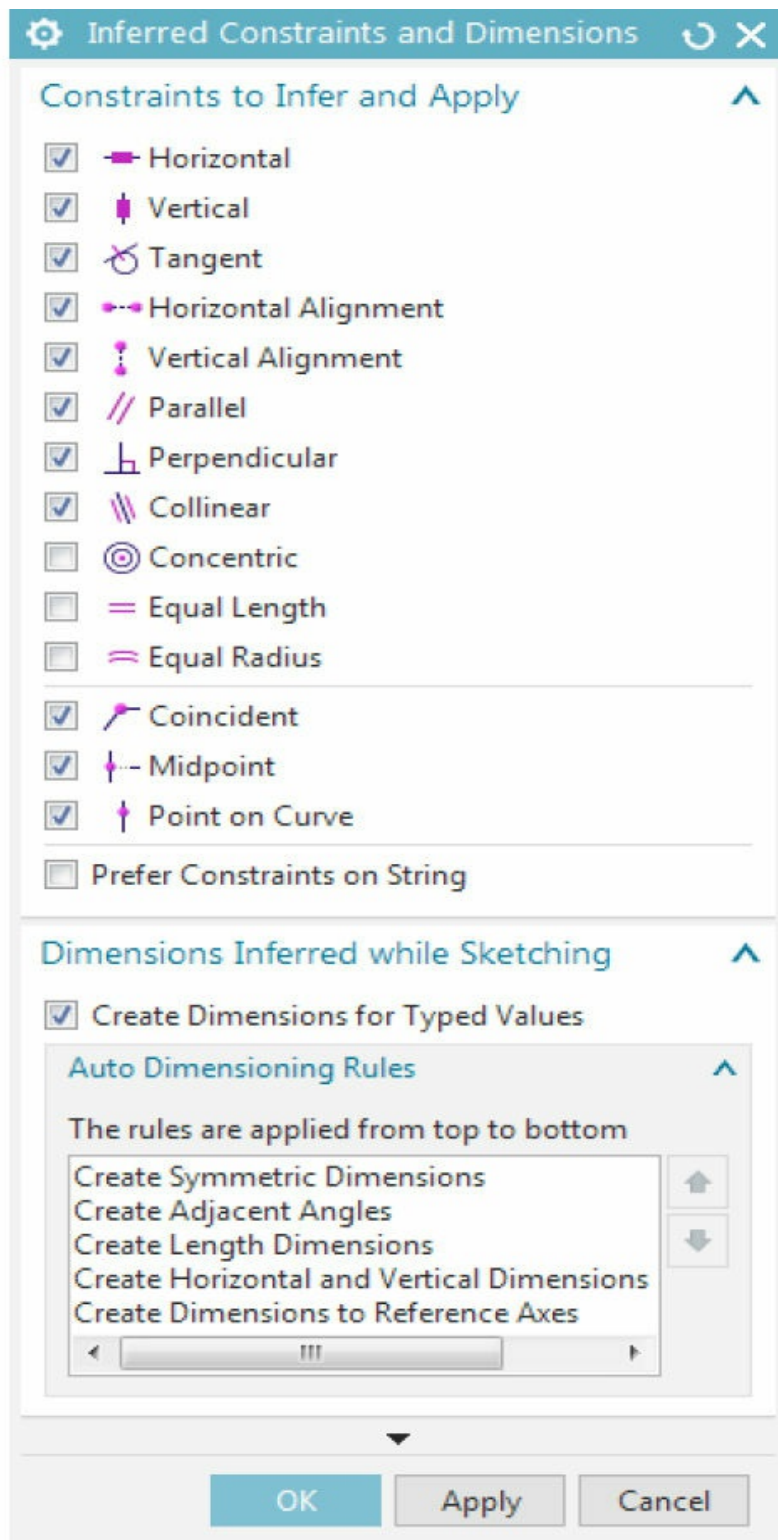 Inferred Constraints and Dimensions
Constraints to Infer and Apply
Horizontal
Vertical
Tangent
Horizontal Alignment
Vertical Alignment
Parallel
Perpendicular
Collinear
Concentric
Equal Length
Equal Radius
Coincident
Midpoint
Point on Curve
Prefer Constraints on String
Dimensions Inferred while Sketching
Create Dimensions for Typed Values
Auto Dimensioning Rules
The rules are applied from top to bottom
Create Symmetric Dimensions
Create Adjacent Angles
Create Length Dimensions
Create Horizontal and Vertical Dimensions
Create Dimensions to Reference Axes
OK Apply Cancel